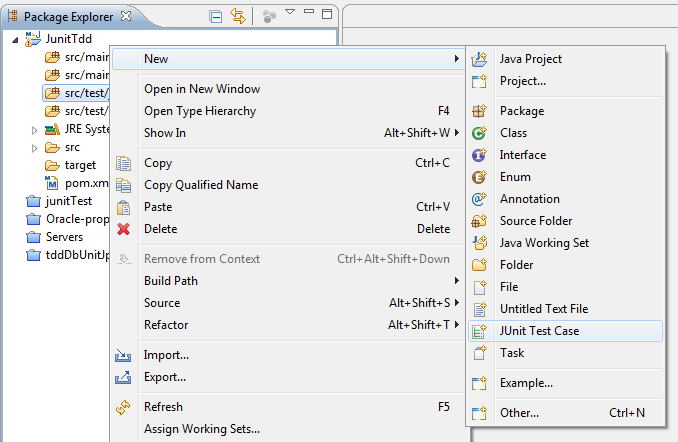 Package Explorer
JunitTdd
src/main
src/main
src/test/
src/test/
JRE System
src
target
pom.xm
junitTest
Oracle-prop
Servers
tddDbUnitJp
New
Open in New Window
Open Type Hierarchy F4
Show In Alt+Shift+W
Copy Ctrl+C
Copy Qualified Name
Paste Ctrl+V
Delete Delete
Remove from Context Ctrl+Alt+Shift+Down
Build Path
Source Alt+Shift+S
Refactor Alt+Shift+T
Import...
Export...
Refresh F5
Assign Working Sets...
Java Project
Project...
Package
Class
Interface
Enum
Annotation
Source Folder
Java Working Set
Folder
File
Untitled Text File
JUnit Test Case
Task
Example...
Other... Ctrl+N